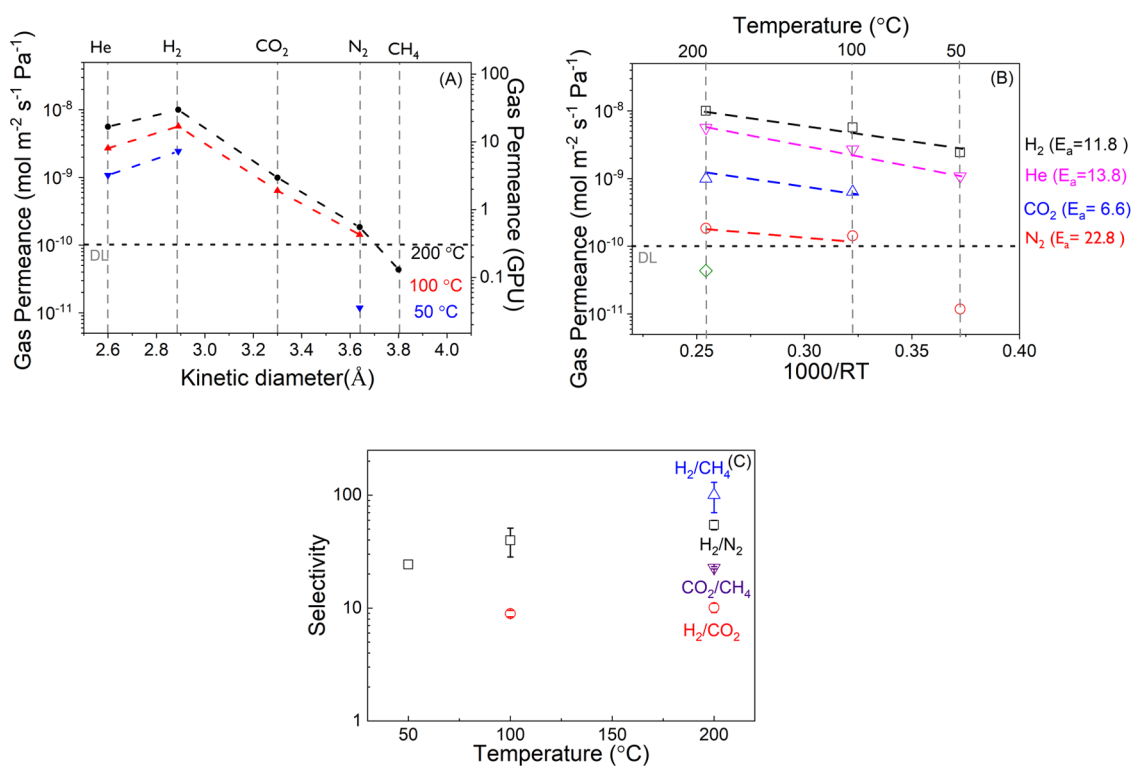 He H₂ CO₂ N₂ CH₄
(A)
Gas Permeance (mol m⁻² s⁻¹ Pa⁻¹)
10⁻⁸
10⁻⁹
10⁻¹⁰
10⁻¹¹
100
10
1
0.1
Gas Permeance (GPU)
DL
200 °C
100 °C
50 °C
2.6 2.8 3.0 3.2 3.4 3.6 3.8 4.0
Kinetic diameter(Å)
Temperature (°C)
200 100 50
(B)
Gas Permeance (mol m⁻² s⁻¹ Pa⁻¹)
10⁻⁸
10⁻⁹
10⁻¹⁰
10⁻¹¹
DL
H₂ (Eₐ=11.8 )
He (Eₐ=13.8)
CO₂ (Eₐ= 6.6)
N₂ (Eₐ= 22.8)
0.25 0.30 0.35 0.40
1000/RT
(C)
Selectivity
100
10
1
H₂/CH₄
H₂/N₂
CO₂/CH₄
H₂/CO₂
50 100 150 200
Temperature (°C)